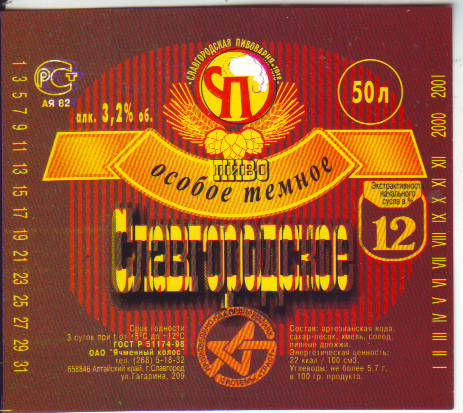 •СЛАВГОРОДСКАЯ ПИВОВАРНЯ•
СП
РСТ
АЯ 82
алк. 3,2% об.
50 л
ПИВО
особое темное
Экстрактивность
начального
сусла в %
12
Славгородское
1 3 5 7 9 11 13 15 17 19 21 23 25 27 29 31
I II III IV V VI VII VIII IX X XI XII 2000 2001
Срок годности
3 суток при t от +5°С до +12°С
ГОСТ Р 51174-98
ОАО "Ячменный колос"
тел. (268) 5-18-32
658846 Алтайский край, г.Славгород
ул.Гагарина, 209
Состав: артезианская вода,
сахар-песок, хмель, солод,
пивные дрожжи.
Энергетическая ценность:
22 ккал / 100 см3.
Углеводы: не более 5,7 г.
в 100 гр. продукта.